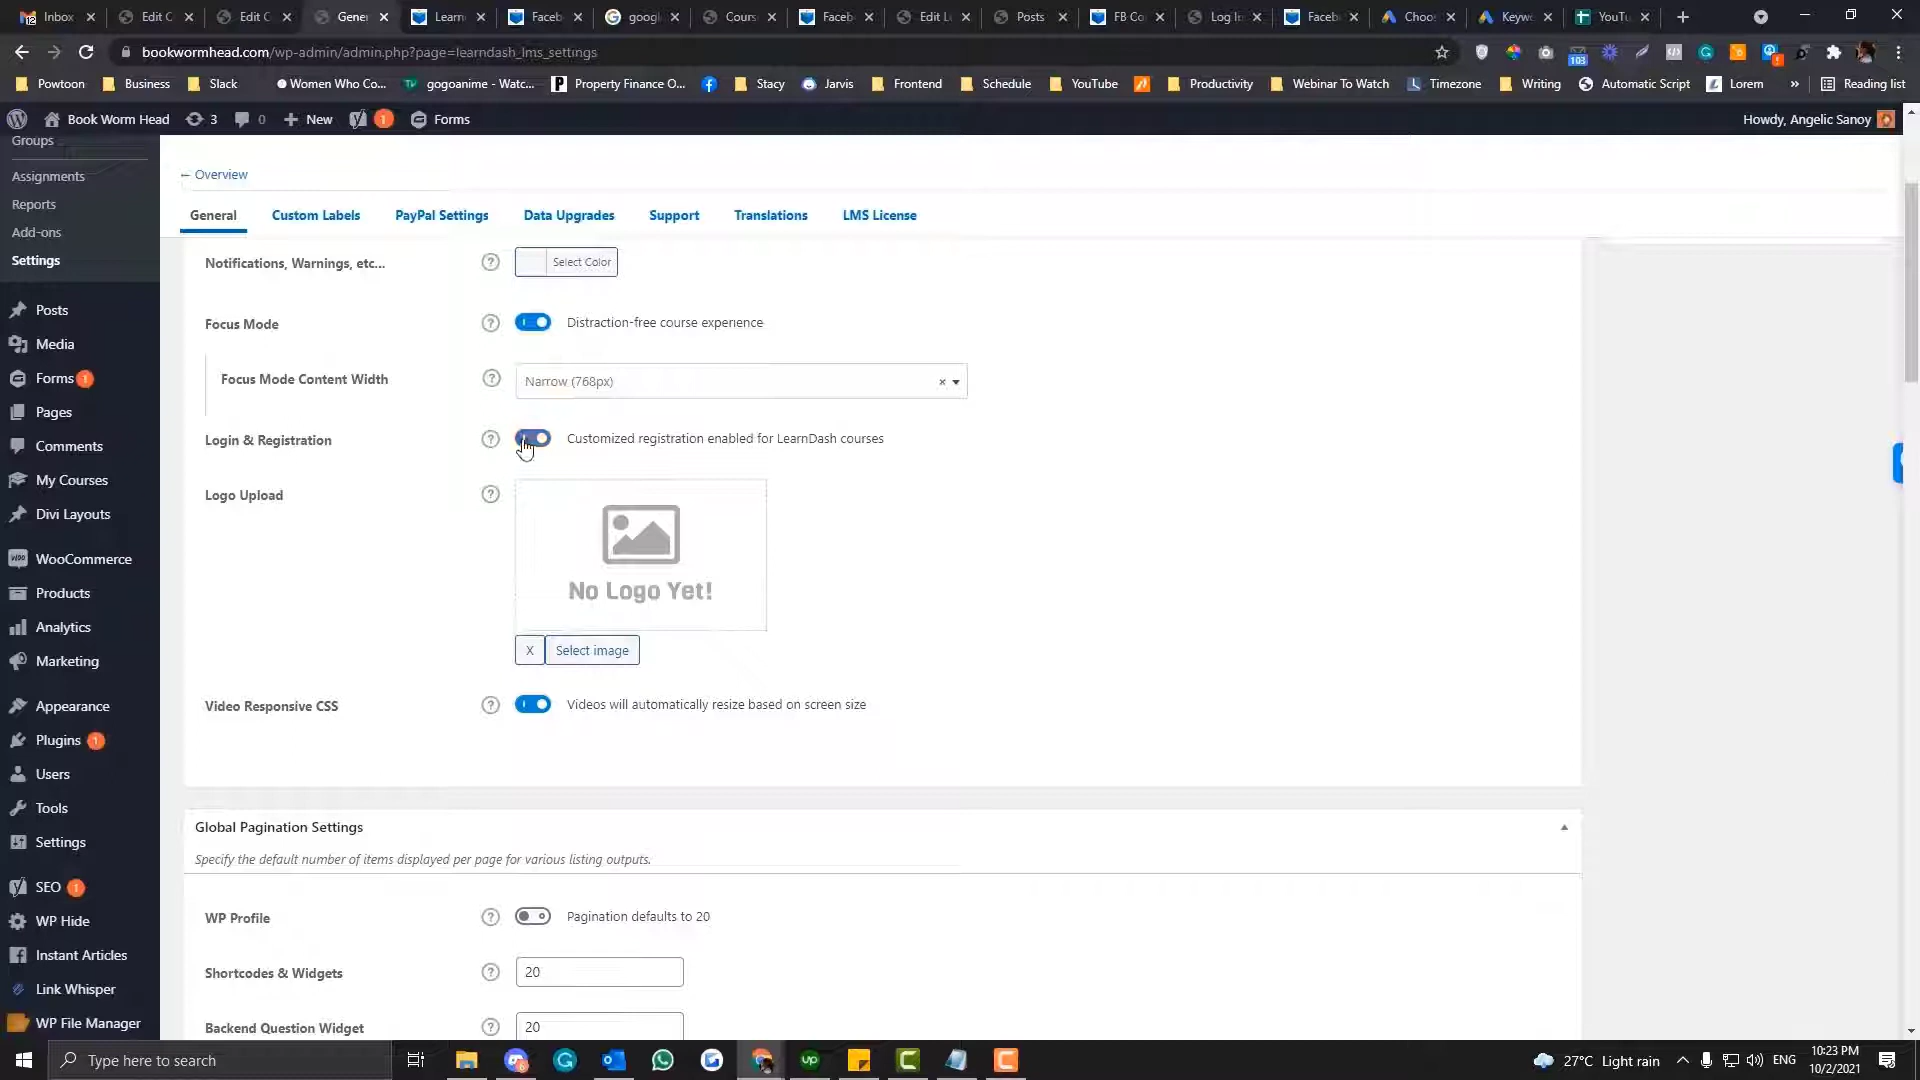 Inbox
Edit C
Edit C
Gene
Learn
Faceb
googl
Cours
Faceb
Edit L
Posts
FB Co
Log In
Faceb
Choo
Keyw
YouTu
bookwormhead.com/wp-admin/admin.php?page=learndash_lms_settings
103
Powtoon
Business
Slack
Women Who Co...
gogoanime - Watc...
Property Finance O...
Stacy
Jarvis
Frontend
Schedule
YouTube
Productivity
Webinar To Watch
Timezone
Writing
Automatic Script
Lorem
»
Reading list
Book Worm Head
3
0
New
1
Forms
Howdy, Angelic Sanoy
Groups
Assignments
Reports
Add-ons
Settings
Posts
Media
Forms 1
Pages
Comments
My Courses
Divi Layouts
WooCommerce
Products
Analytics
Marketing
Appearance
Plugins 1
Users
Tools
Settings
SEO 1
WP Hide
Instant Articles
Link Whisper
WP File Manager
← Overview
General
Custom Labels
PayPal Settings
Data Upgrades
Support
Translations
LMS License
Notifications, Warnings, etc...
Select Color
Focus Mode
Distraction-free course experience
Focus Mode Content Width
Narrow (768px)
×
Login & Registration
Customized registration enabled for LearnDash courses
Logo Upload
No Logo Yet!
X
Select image
Video Responsive CSS
Videos will automatically resize based on screen size
Global Pagination Settings
Specify the default number of items displayed per page for various listing outputs.
WP Profile
Pagination defaults to 20
Shortcodes & Widgets
20
Backend Question Widget
20
Type here to search
27°C Light rain
ENG
10:23 PM
10/2/2021